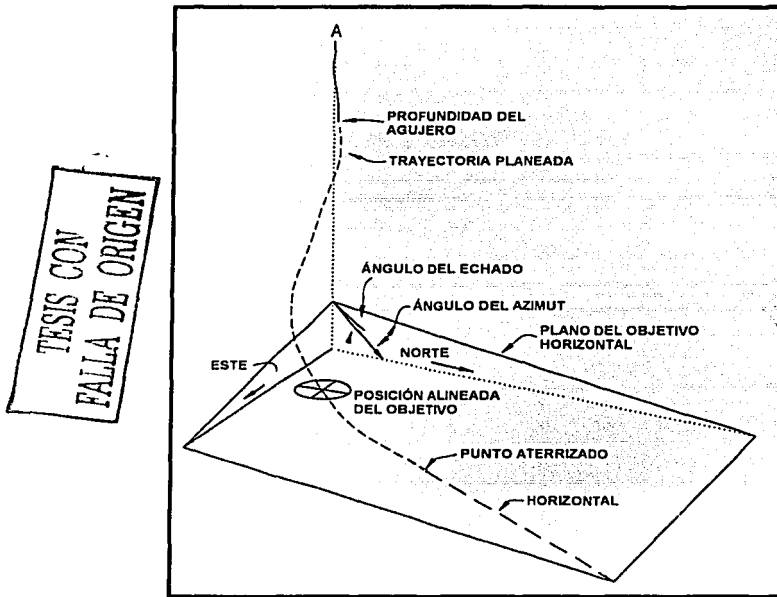 A
PROFUNDIDAD DEL
AGUJERO
TRAYECTORIA PLANEADA
TESIS CON
FALLA DE ORIGEN
ÁNGULO DEL ECHADO
ÁNGULO DEL AZIMUT
PLANO DEL OBJETIVO
HORIZONTAL
NORTE
ESTE
POSICIÓN ALINEADA
DEL OBJETIVO
PUNTO ATERRIZADO
HORIZONTAL